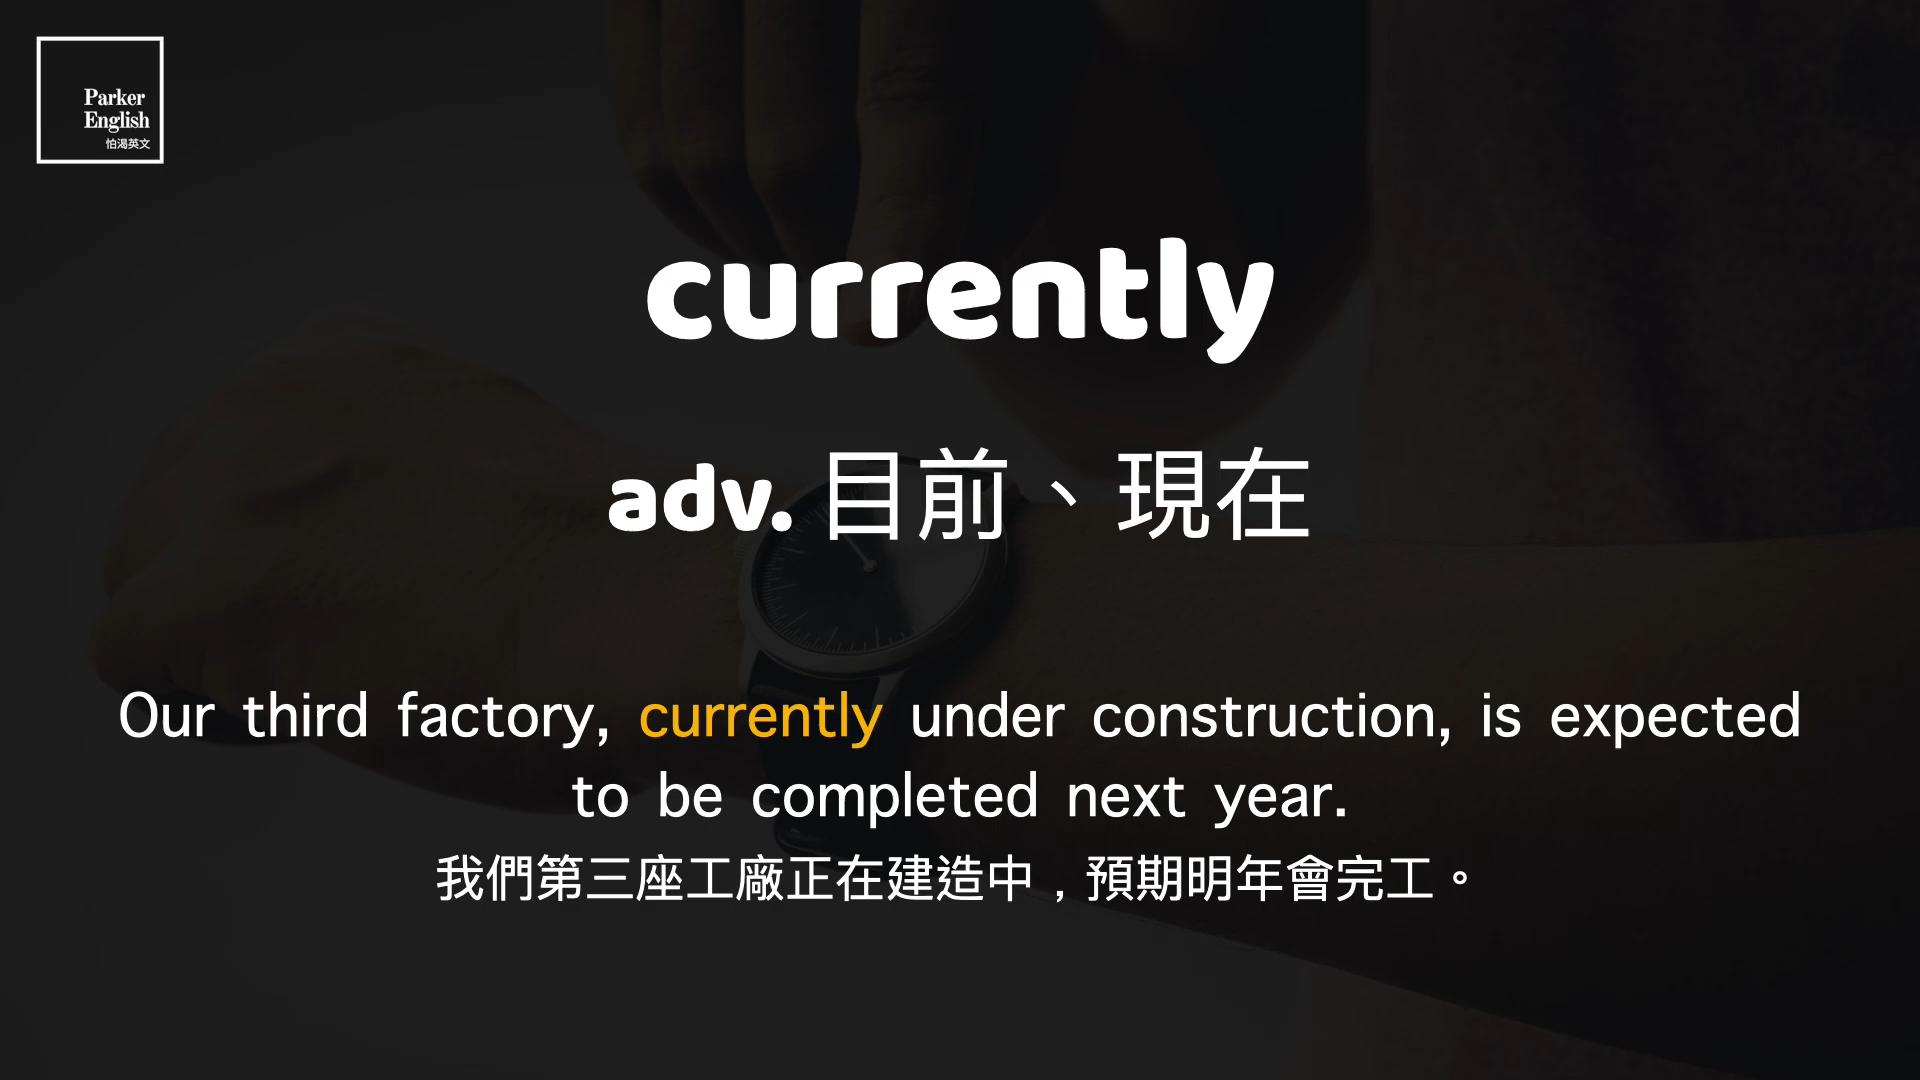 Parker
English
怕渴英文
currently
adv. 目前、現在
Our third factory, currently under construction, is expected
to be completed next year.
我們第三座工廠正在建造中，預期明年會完工。